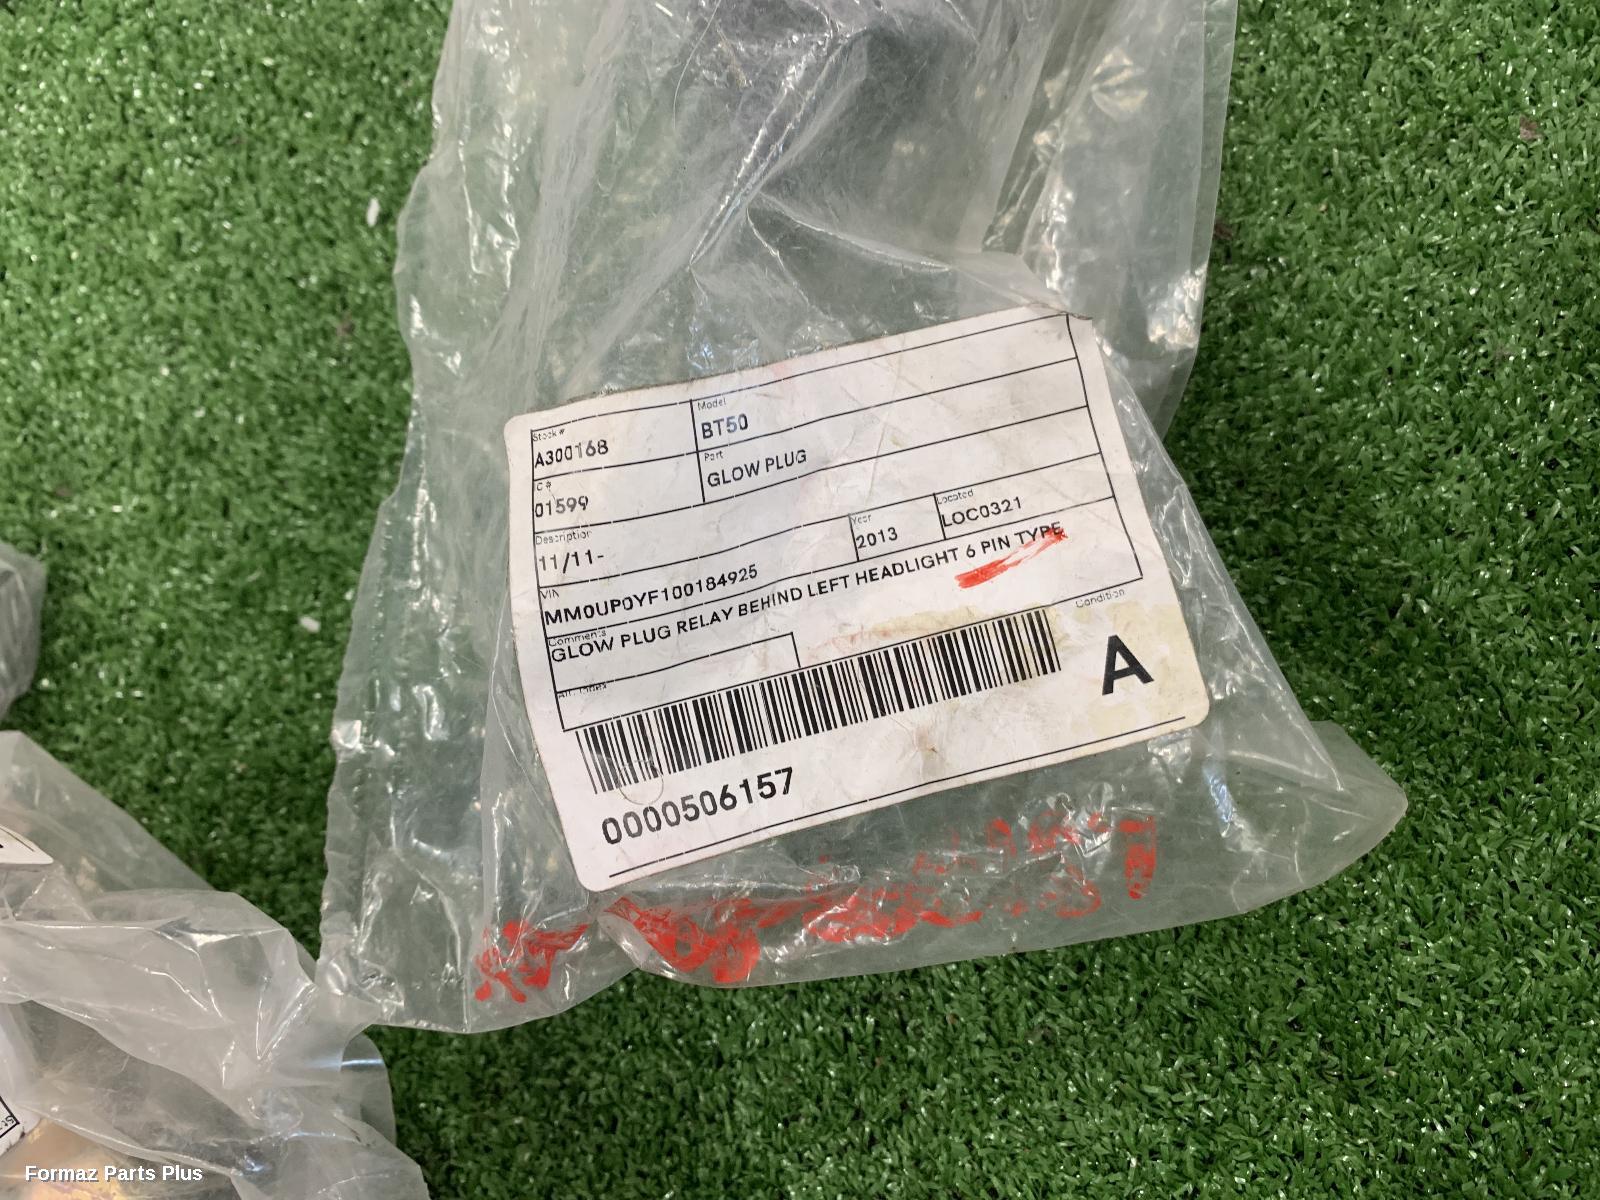 Stock # Model
A300168 BT50
C # Part
01599 GLOW PLUG
Description Year Located
11/11- 2013 LOC0321
VIN
MM0UP0YF100184925
Comments
GLOW PLUG RELAY BEHIND LEFT HEADLIGHT 6 PIN TYPE
Condition
A
0000506157
Formaz Parts Plus